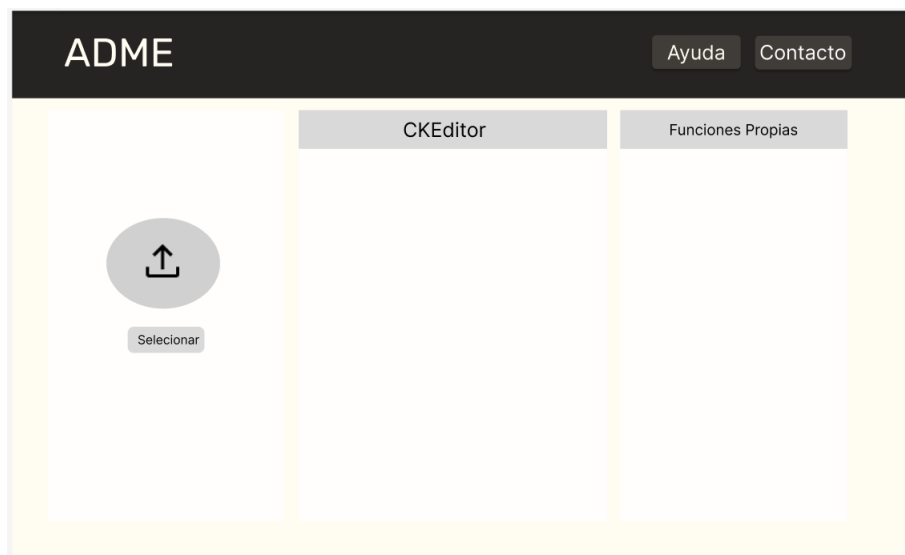 ADME
Ayuda
Contacto
CKEditor
Funciones Propias
Selecionar